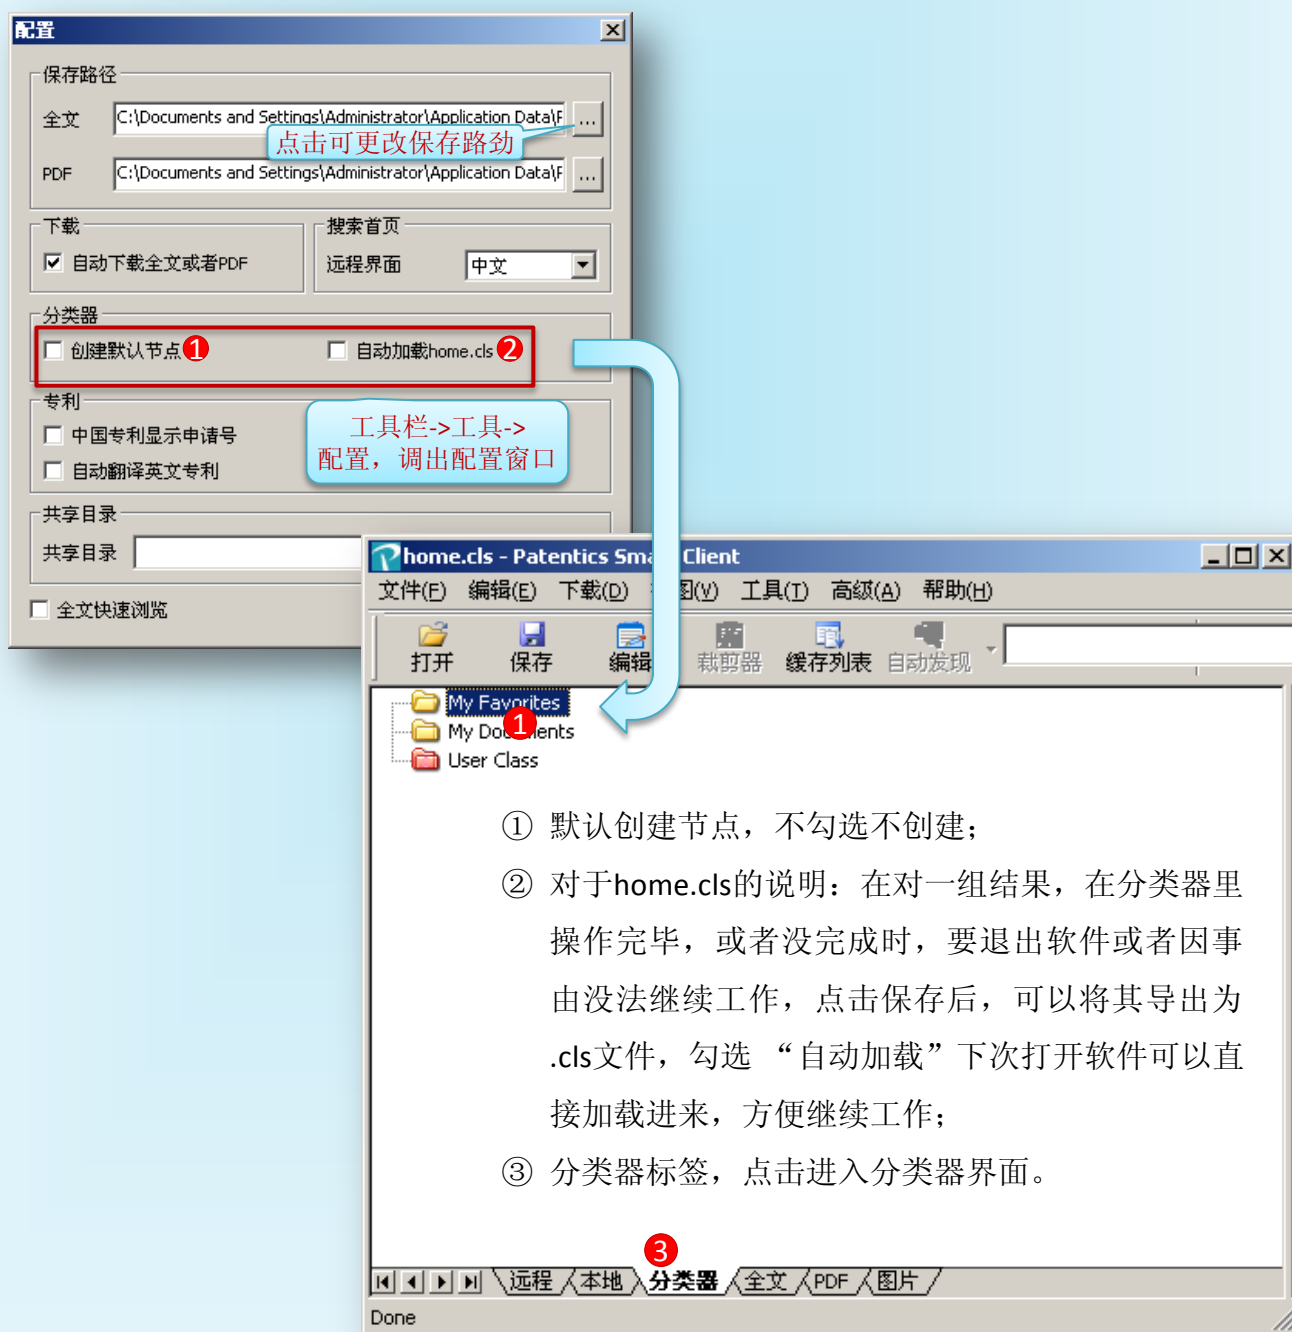 配置
保存路径
全文 C:\Documents and Settings\Administrator\Application Data\F ...
点击可更改保存路劲
PDF C:\Documents and Settings\Administrator\Application Data\F ...
下载 搜索首页
自动下载全文或者PDF 远程界面 中文
分类器
创建默认节点 1 自动加载home.cls 2
专利
中国专利显示申请号
自动翻译英文专利
工具栏->工具->
配置，调出配置窗口
共享目录
共享目录
全文快速浏览
home.cls - Patentics Sma Client
文件(F) 编辑(E) 下载(D) 图(V) 工具(T) 高级(A) 帮助(H)
打开 保存 编辑 裁剪器 缓存列表 自动发现
My Favorites
1
My Documents
User Class
① 默认创建节点，不勾选不创建；
② 对于home.cls的说明：在对一组结果，在分类器里
操作完毕，或者没完成时，要退出软件或者因事
由没法继续工作，点击保存后，可以将其导出为
.cls文件，勾选 “自动加载”下次打开软件可以直
接加载进来，方便继续工作；
③ 分类器标签，点击进入分类器界面。
3
远程 本地 分类器 全文 PDF 图片
Done